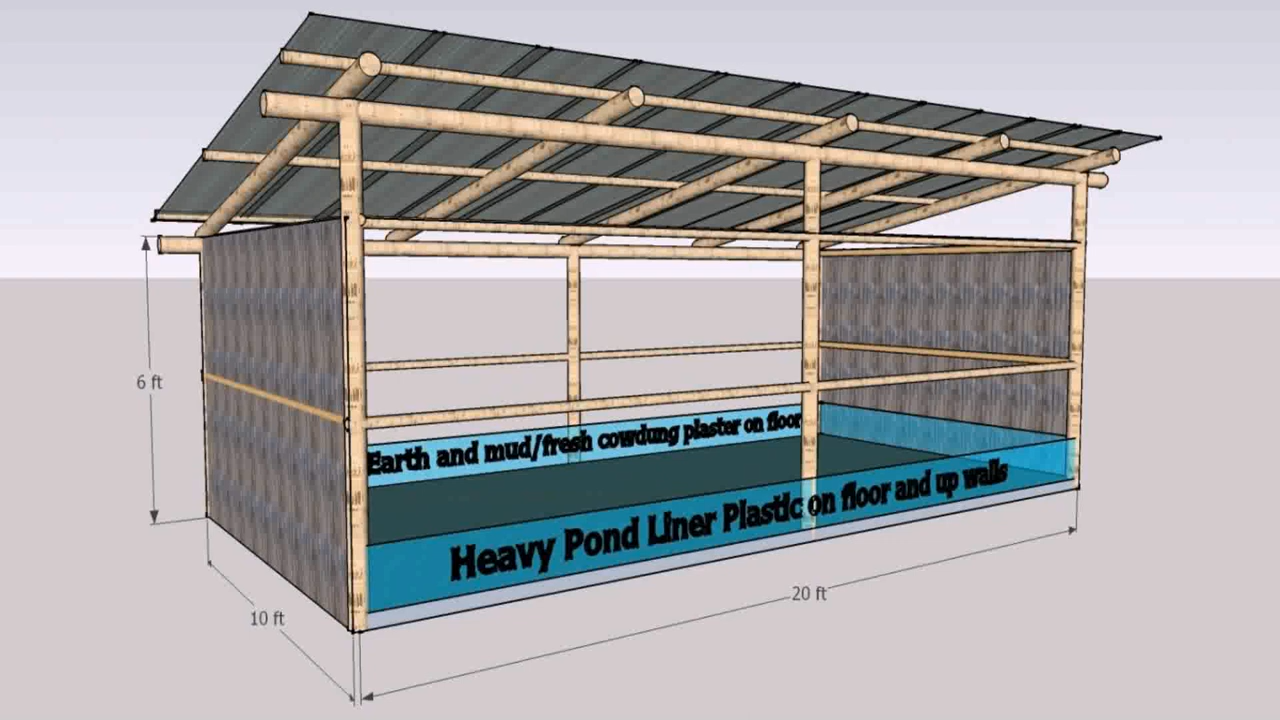 6 ft
Earth and mud/fresh cowdung plaster on floor
Heavy Pond Liner Plastic on floor and up walls
20 ft
10 ft